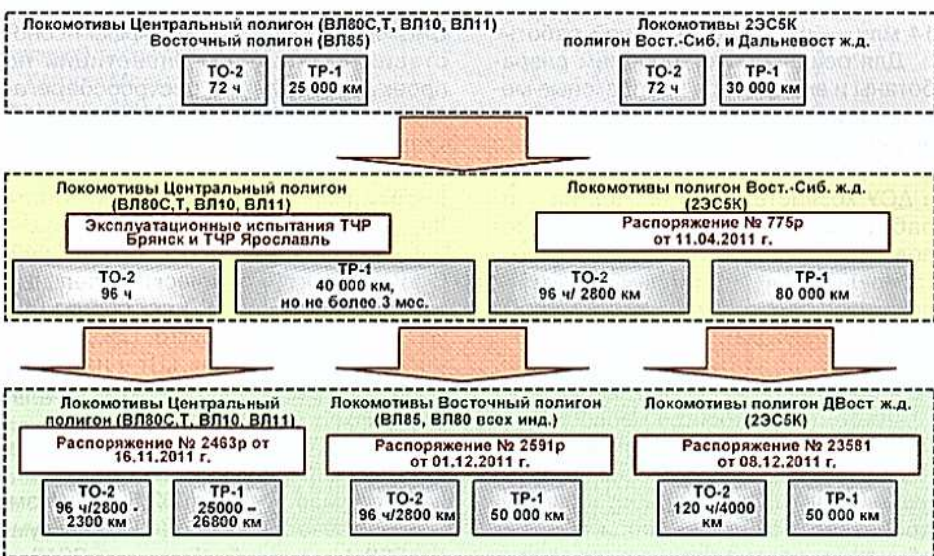 Локомотивы Центральный полигон (ВЛ80С,Т, ВЛ10, ВЛ11)
Восточный полигон (ВЛ85)
ТО-2
72 ч
ТР-1
25 000 км
Локомотивы 2ЭС5К
полигон Вост.-Сиб. и Дальневост ж.д.
ТО-2
72 ч
ТР-1
30 000 км
Локомотивы Центральный полигон
(ВЛ80С,Т, ВЛ10, ВЛ11)
Эксплуатационные испытания ТЧР
Брянск и ТЧР Ярославль
ТО-2
96 ч
ТР-1
40 000 км,
но не более 3 мес.
Локомотивы полигон Вост.-Сиб. ж.д.
(2ЭС5К)
Распоряжение № 775р
от 11.04.2011 г.
ТО-2
96 ч/ 2800 км
ТР-1
80 000 км
Локомотивы Центральный
полигон (ВЛ80С,Т, ВЛ10, ВЛ11)
Распоряжение № 2463р от
16.11.2011 г.
ТО-2
96 ч/2800 -
2300 км
ТР-1
25000 –
26800 км
Локомотивы Восточный полигон
(ВЛ85, ВЛ80 всех инд.)
Распоряжение № 2591р
от 01.12.2011 г.
ТО-2
96 ч/2800 км
ТР-1
50 000 км
Локомотивы полигон ДВост ж.д.
(2ЭС5К)
Распоряжение № 23581
от 08.12.2011 г.
ТО-2
120 ч/4000
км
ТР-1
50 000 км